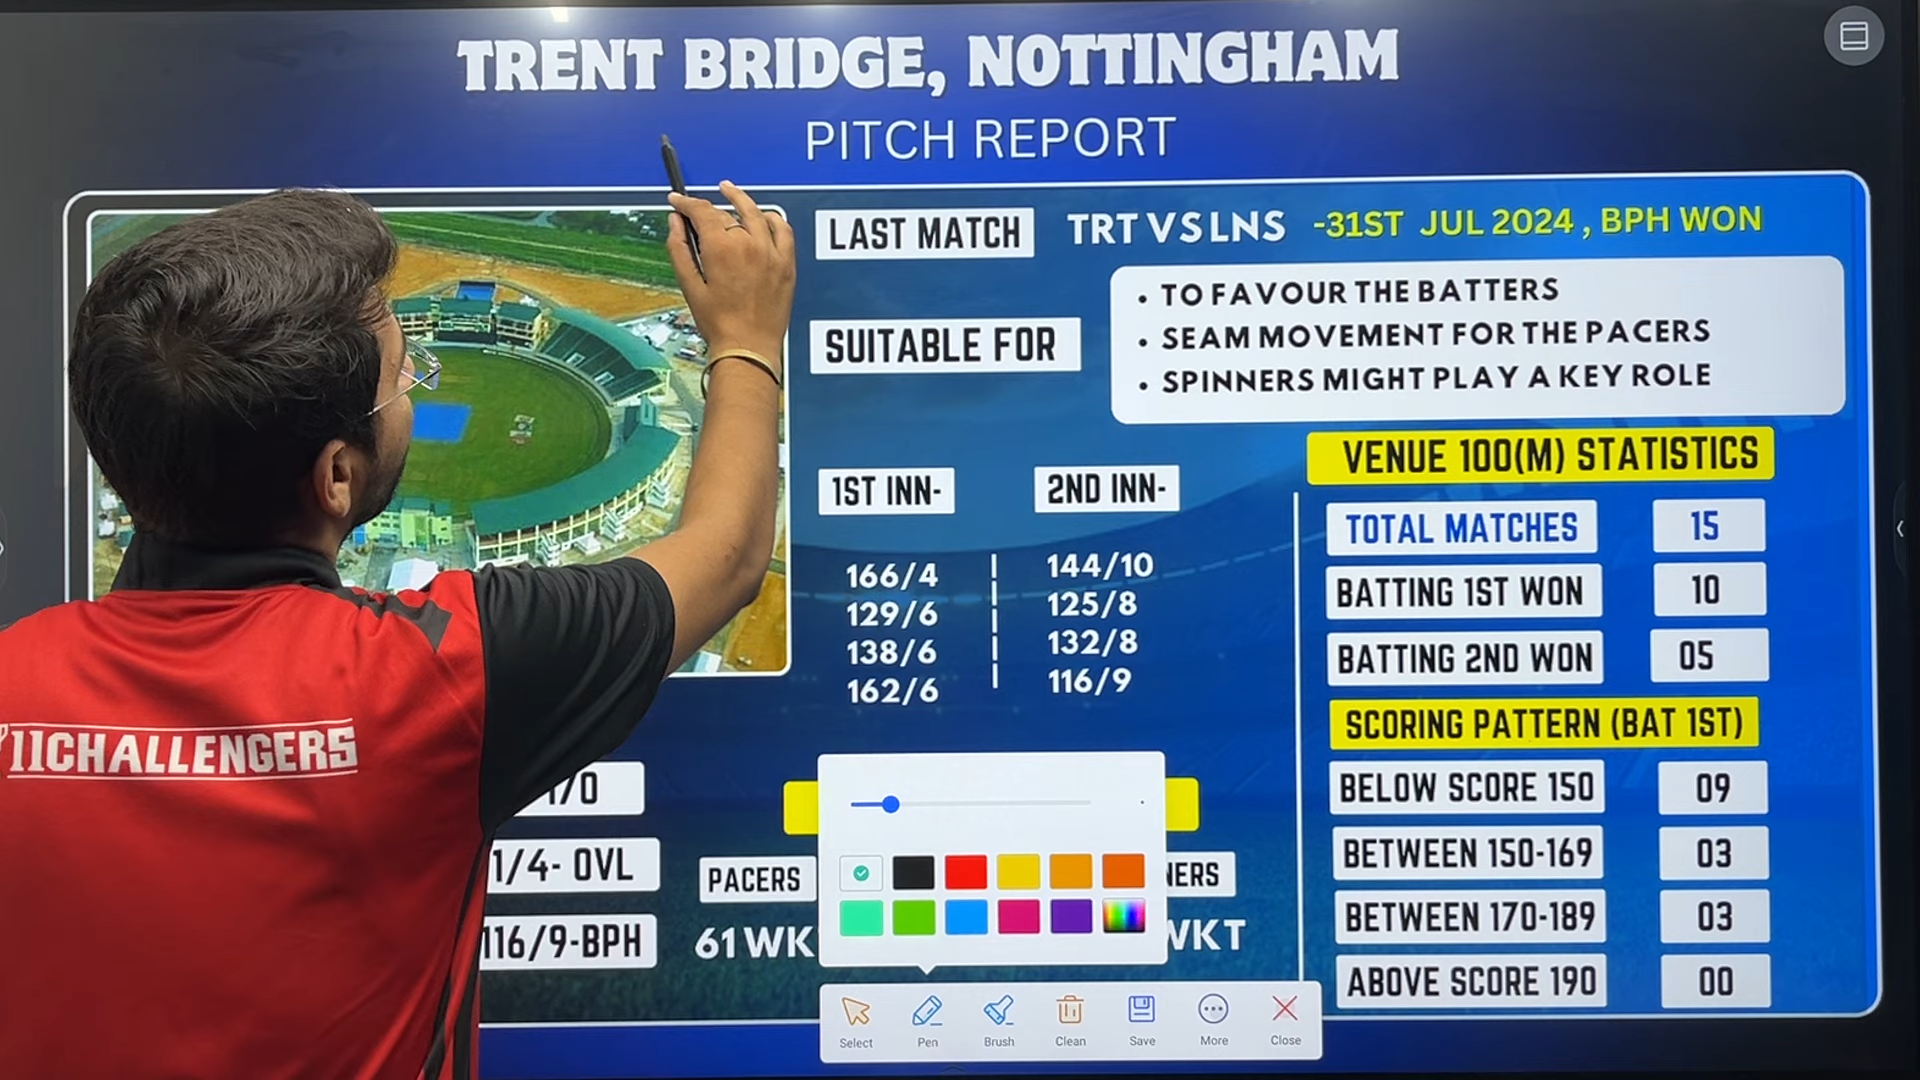 TRENT BRIDGE, NOTTINGHAM
PITCH REPORT
LAST MATCH TRT VS LNS -31ST JUL 2024 , BPH WON
SUITABLE FOR
• TO FAVOUR THE BATTERS
• SEAM MOVEMENT FOR THE PACERS
• SPINNERS MIGHT PLAY A KEY ROLE
1ST INN- 2ND INN-
166/4 144/10
129/6 125/8
138/6 132/8
162/6 116/9
VENUE 100(M) STATISTICS
TOTAL MATCHES 15
BATTING 1ST WON 10
BATTING 2ND WON 05
SCORING PATTERN (BAT 1ST)
BELOW SCORE 150 09
BETWEEN 150-169 03
BETWEEN 170-189 03
ABOVE SCORE 190 00
11CHALLENGERS
1/4- OVL
116/9-BPH
PACERS
61 WK
WKT
Select Pen Brush Clean Save More Close